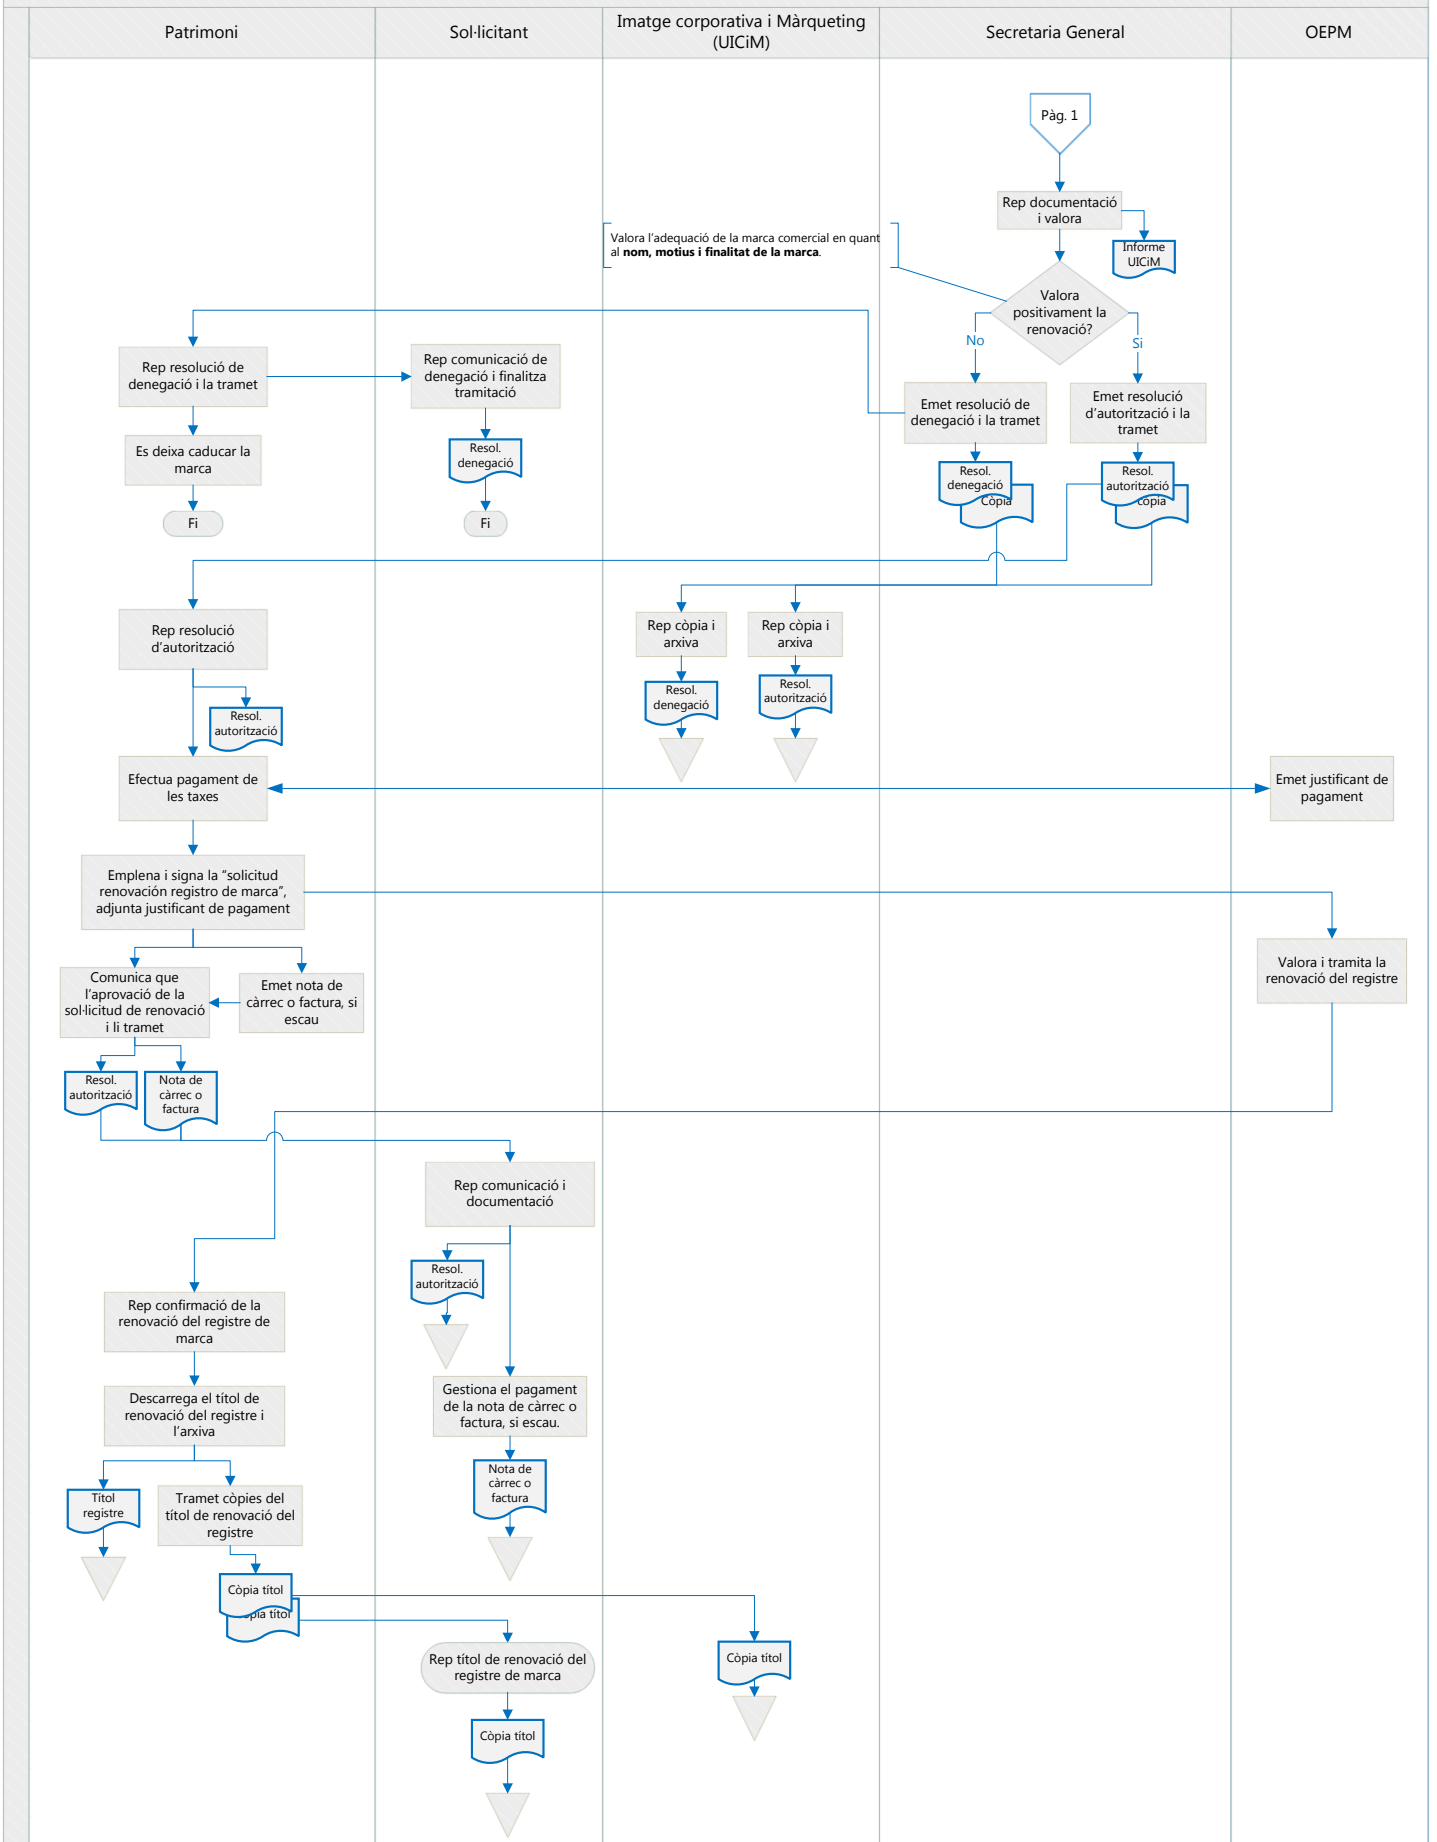 Patrimoni
Sol·licitant
Imatge corporativa i Màrqueting
(UICiM)
Secretaria General
OEPM
Pàg. 1
Rep documentació
i valora
Informe
UICiM
Valora l'adequació de la marca comercial en quant
al nom, motius i finalitat de la marca.
Valora
positivament la
renovació?
No
Si
Rep resolució de
denegació i la tramet
Rep comunicació de
denegació i finalitza
tramitació
Emet resolució de
denegació i la tramet
Emet resolució
d'autorització i la
tramet
Es deixa caducar la
marca
Resol.
denegació
Resol.
denegació
Còpia
Resol.
autorització
còpia
Fi
Fi
Rep resolució
d'autorització
Rep còpia i
arxiva
Rep còpia i
arxiva
Resol.
autorització
Resol.
denegació
Resol.
autorització
Efectua pagament de
les taxes
Emet justificant de
pagament
Emplena i signa la "solicitud
renovación registro de marca",
adjunta justificant de pagament
Comunica que
l'aprovació de la
sol·licitud de renovació
i li tramet
Emet nota de
càrrec o factura, si
escau
Valora i tramita la
renovació del registre
Resol.
autorització
Nota de
càrrec o
factura
Rep comunicació i
documentació
Resol.
autorització
Rep confirmació de la
renovació del registre de
marca
Descarrega el títol de
renovació del registre i
l'arxiva
Gestiona el pagament
de la nota de càrrec o
factura, si escau.
Títol
registre
Tramet còpies del
títol de renovació del
registre
Nota de
càrrec o
factura
Còpia títol
Còpia títol
Rep títol de renovació del
registre de marca
Còpia títol
Còpia títol